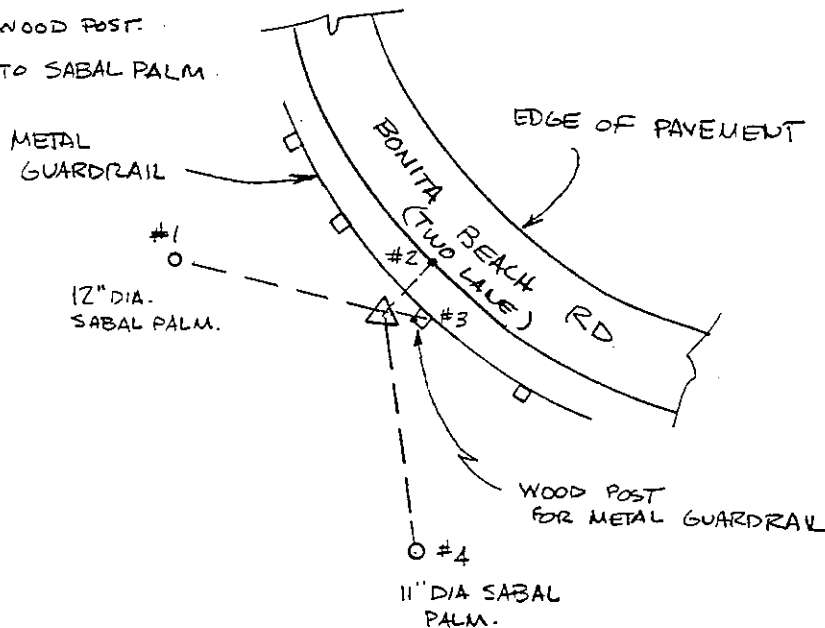 WOOD POST.
TO SABAL PALM.
METAL
GUARDRAIL
EDGE OF PAVEMENT
BONITA BEACH RD.
(TWO LANE)
#1
12" DIA.
SABAL PALM.
#2
#3
WOOD POST
FOR METAL GUARDRAIL
#4
11" DIA SABAL
PALM.